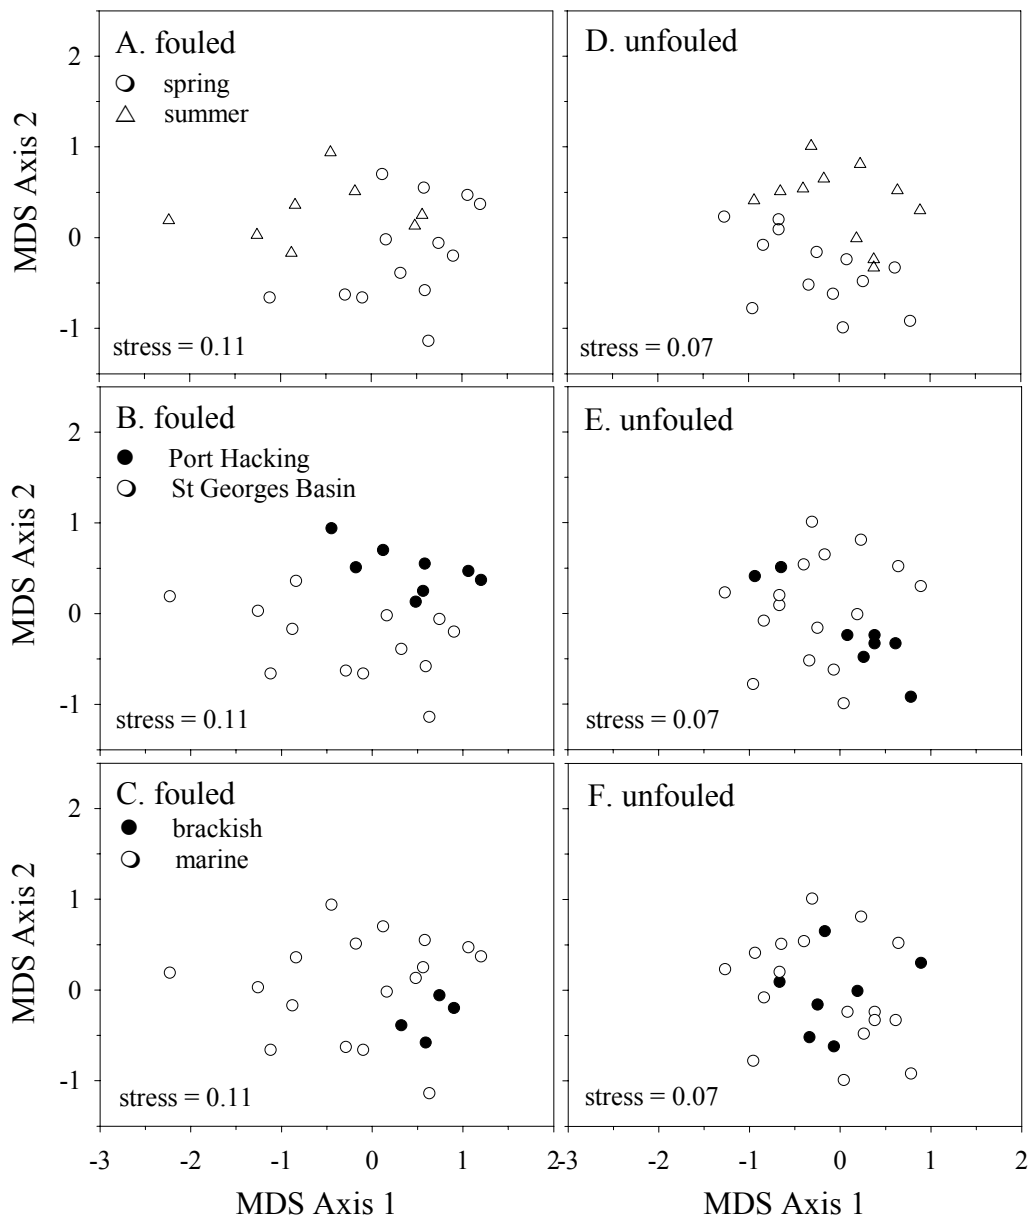 A. fouled
spring
summer
MDS Axis 2
2
1
0
-1
stress = 0.11
D. unfouled
stress = 0.07
B. fouled
Port Hacking
St Georges Basin
MDS Axis 2
2
1
0
-1
stress = 0.11
E. unfouled
stress = 0.07
C. fouled
brackish
marine
MDS Axis 2
2
1
0
-1
stress = 0.11
F. unfouled
stress = 0.07
-3 -2 -1 0 1 2
-3 -2 -1 0 1 2
MDS Axis 1
MDS Axis 1